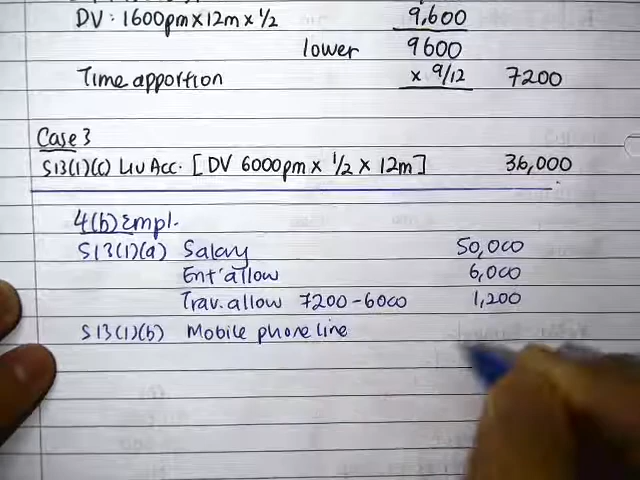 DV : 1600pm x 12m x 1/2 9,600
lower 9600
Time apportion x 9/12 7200
Case 3
S13(1)(c) Liv Acc. [ DV 6000pm x 1/2 x 12m ] 36,000
4(b) Empl.
S13(1)(a) Salary 50,000
Ent' allow 6,000
Trav. allow 7200 - 6000 1,200
S13(1)(b) Mobile phone line